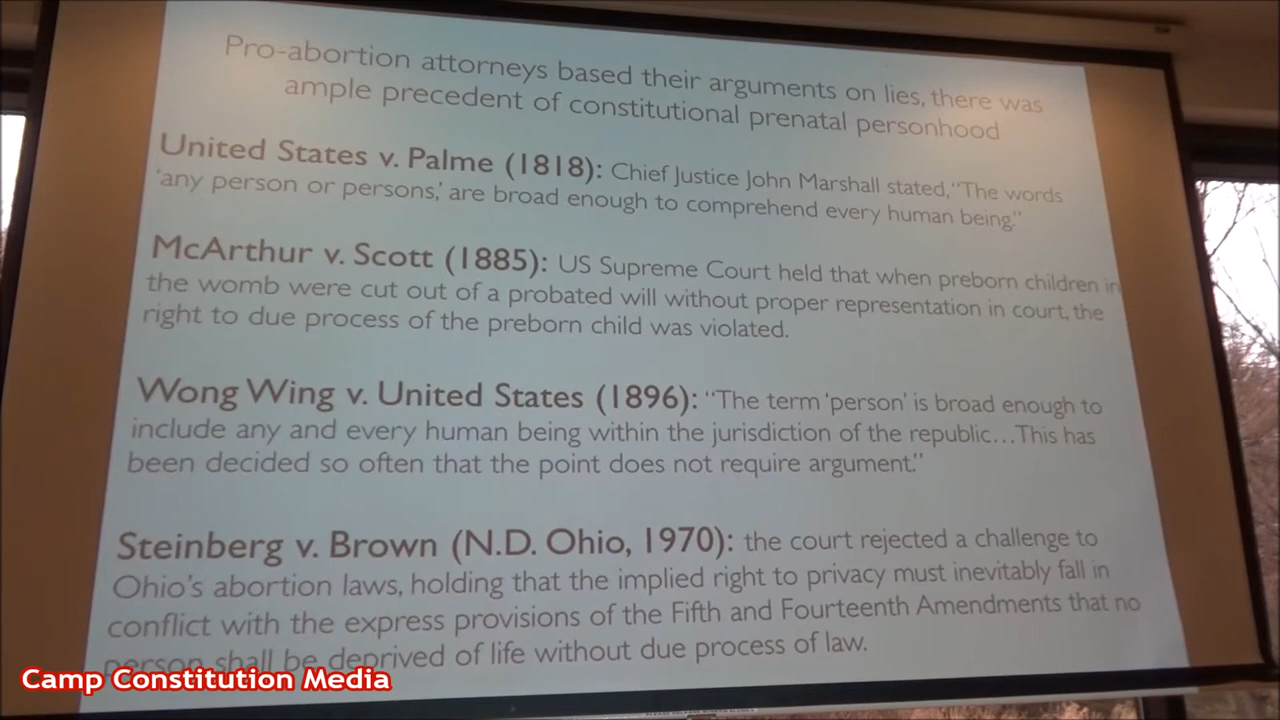 Pro-abortion attorneys based their arguments on lies, there was
ample precedent of constitutional prenatal personhood
United States v. Palme (1818): Chief Justice John Marshall stated, "The words
'any person or persons,' are broad enough to comprehend every human being."
McArthur v. Scott (1885): US Supreme Court held that when preborn children in
the womb were cut out of a probated will without proper representation in court, the
right to due process of the preborn child was violated.
Wong Wing v. United States (1896): "The term 'person' is broad enough to
include any and every human being within the jurisdiction of the republic...This has
been decided so often that the point does not require argument."
Steinberg v. Brown (N.D. Ohio, 1970): the court rejected a challenge to
Ohio's abortion laws, holding that the implied right to privacy must inevitably fall in
conflict with the express provisions of the Fifth and Fourteenth Amendments that no
person shall be deprived of life without due process of law.
Camp Constitution Media